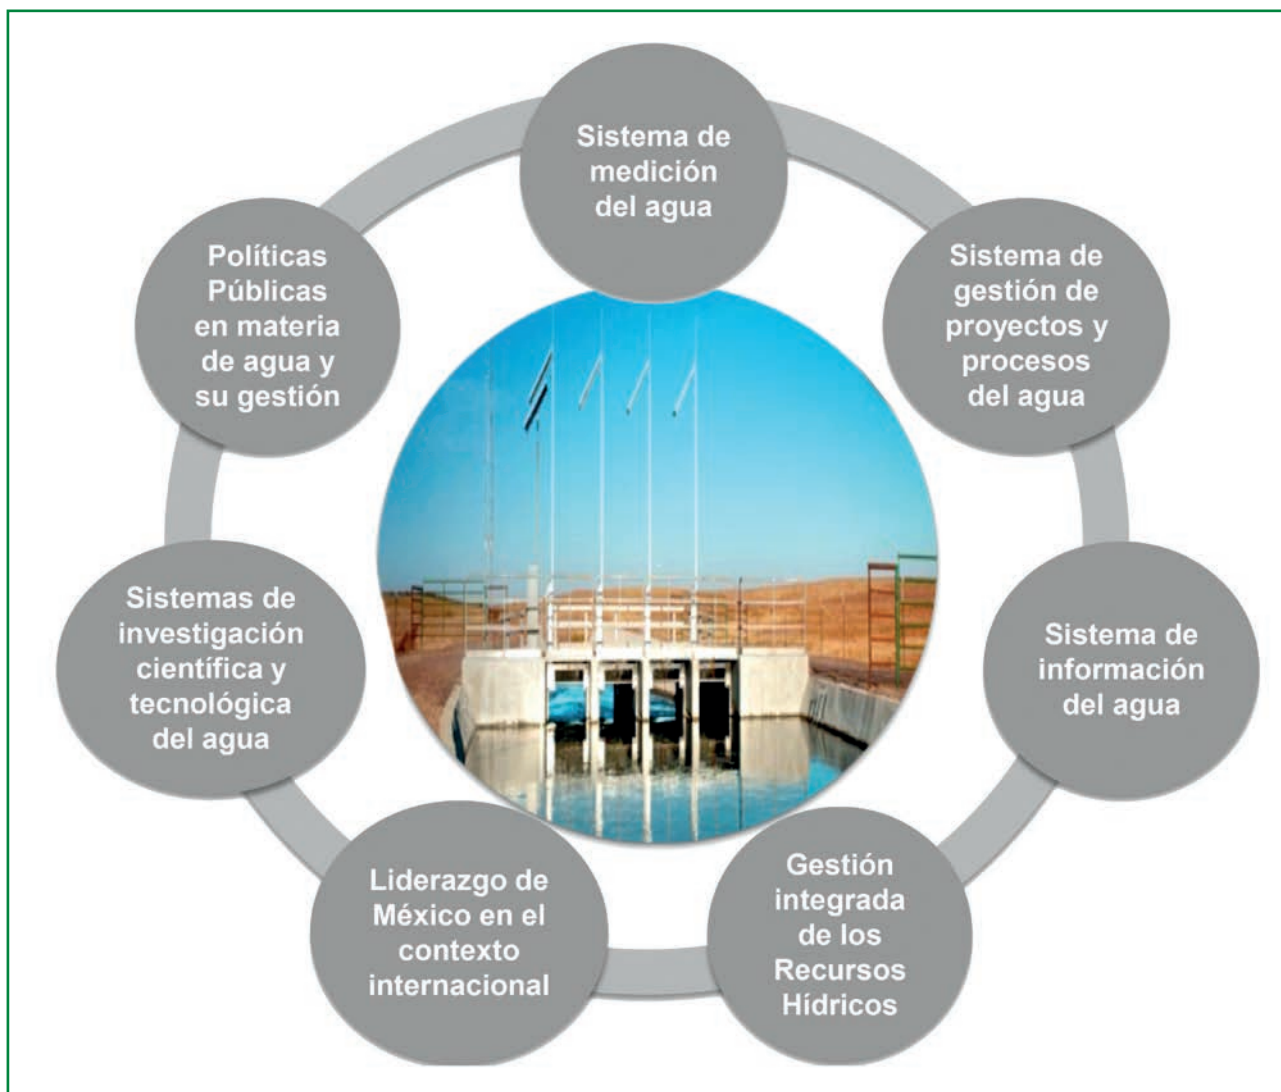 Sistema de
medición
del agua
Sistema de
gestión de
proyectos y
procesos
del agua
Sistema de
información
del agua
Gestión
integrada
de los
Recursos
Hídricos
Liderazgo de
México en el
contexto
internacional
Sistemas de
investigación
científica y
tecnológica
del agua
Políticas
Públicas
en materia
de agua y
su gestión